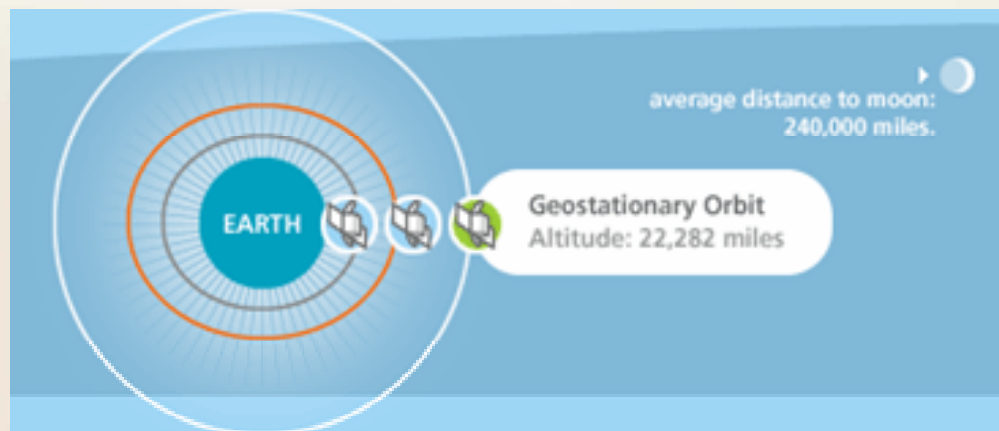 average distance to moon:
240,000 miles.
EARTH
Geostationary Orbit
Altitude: 22,282 miles